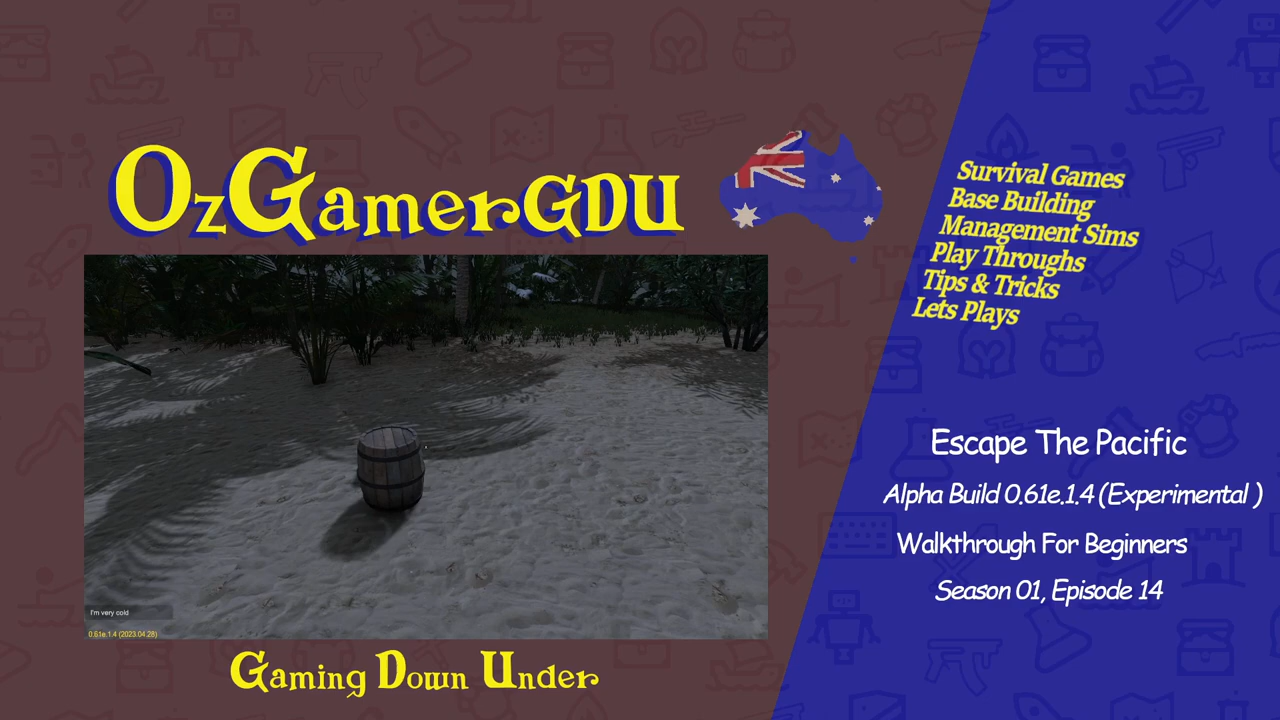 OzGamerGDU
Survival Games
Base Building
Management Sims
Play Throughs
Tips & Tricks
Lets Plays
Escape The Pacific
Alpha Build 0.61e.1.4 (Experimental )
Walkthrough For Beginners
Season 01, Episode 14
I'm very cold
0.61e.1.4 (2023.04.28)
Gaming Down Under